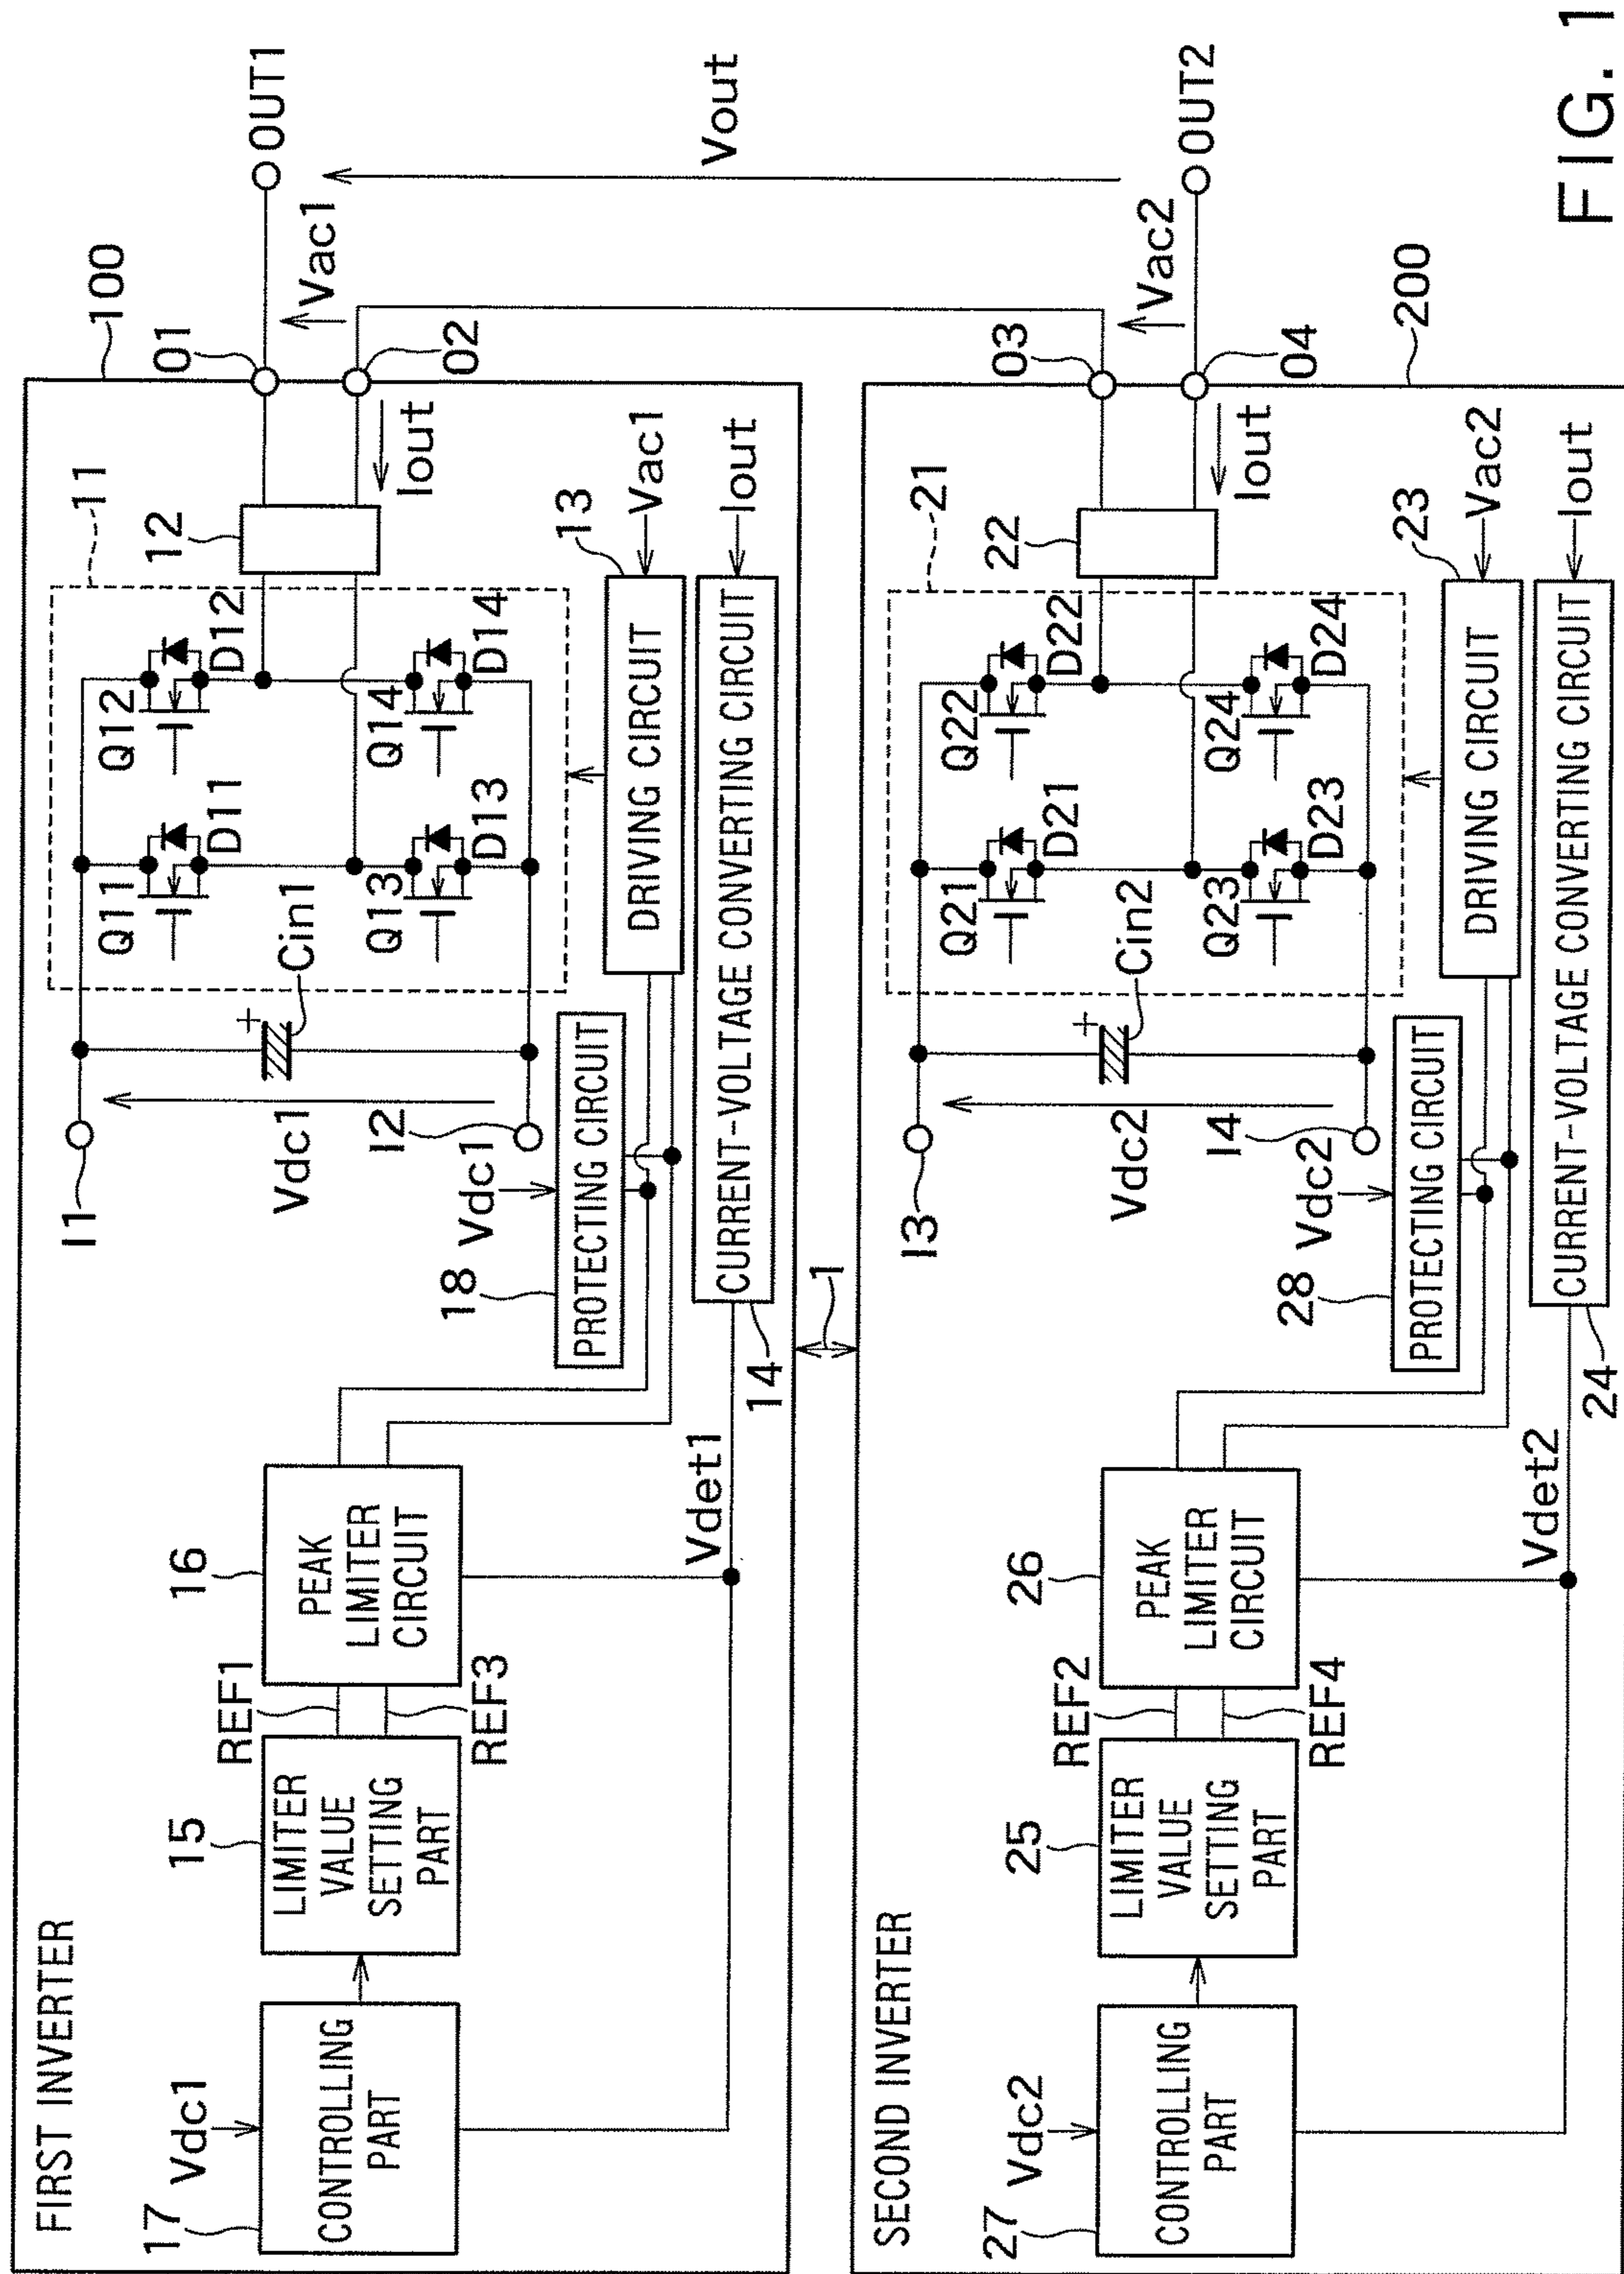 FIRST INVERTER
100
I1
Vdc1
I2
Cin1
+
11
Q11
D11
Q12
D12
Q13
D13
Q14
D14
12
01
02
Iout
Vac1
OUT1
Vout
17
Vdc1
CONTROLLING
PART
15
LIMITER
VALUE
SETTING
PART
REF1
REF3
16
PEAK
LIMITER
CIRCUIT
18
Vdc1
PROTECTING CIRCUIT
13
DRIVING CIRCUIT
Vac1
Vdet1
14
CURRENT-VOLTAGE CONVERTING CIRCUIT
Iout
1
SECOND INVERTER
200
I3
Vdc2
I4
Cin2
+
21
Q21
D21
Q22
D22
Q23
D23
Q24
D24
22
03
04
Iout
Vac2
OUT2
27
Vdc2
CONTROLLING
PART
25
LIMITER
VALUE
SETTING
PART
REF2
REF4
26
PEAK
LIMITER
CIRCUIT
28
Vdc2
PROTECTING CIRCUIT
23
DRIVING CIRCUIT
Vac2
Vdet2
24
CURRENT-VOLTAGE CONVERTING CIRCUIT
Iout
FIG. 1